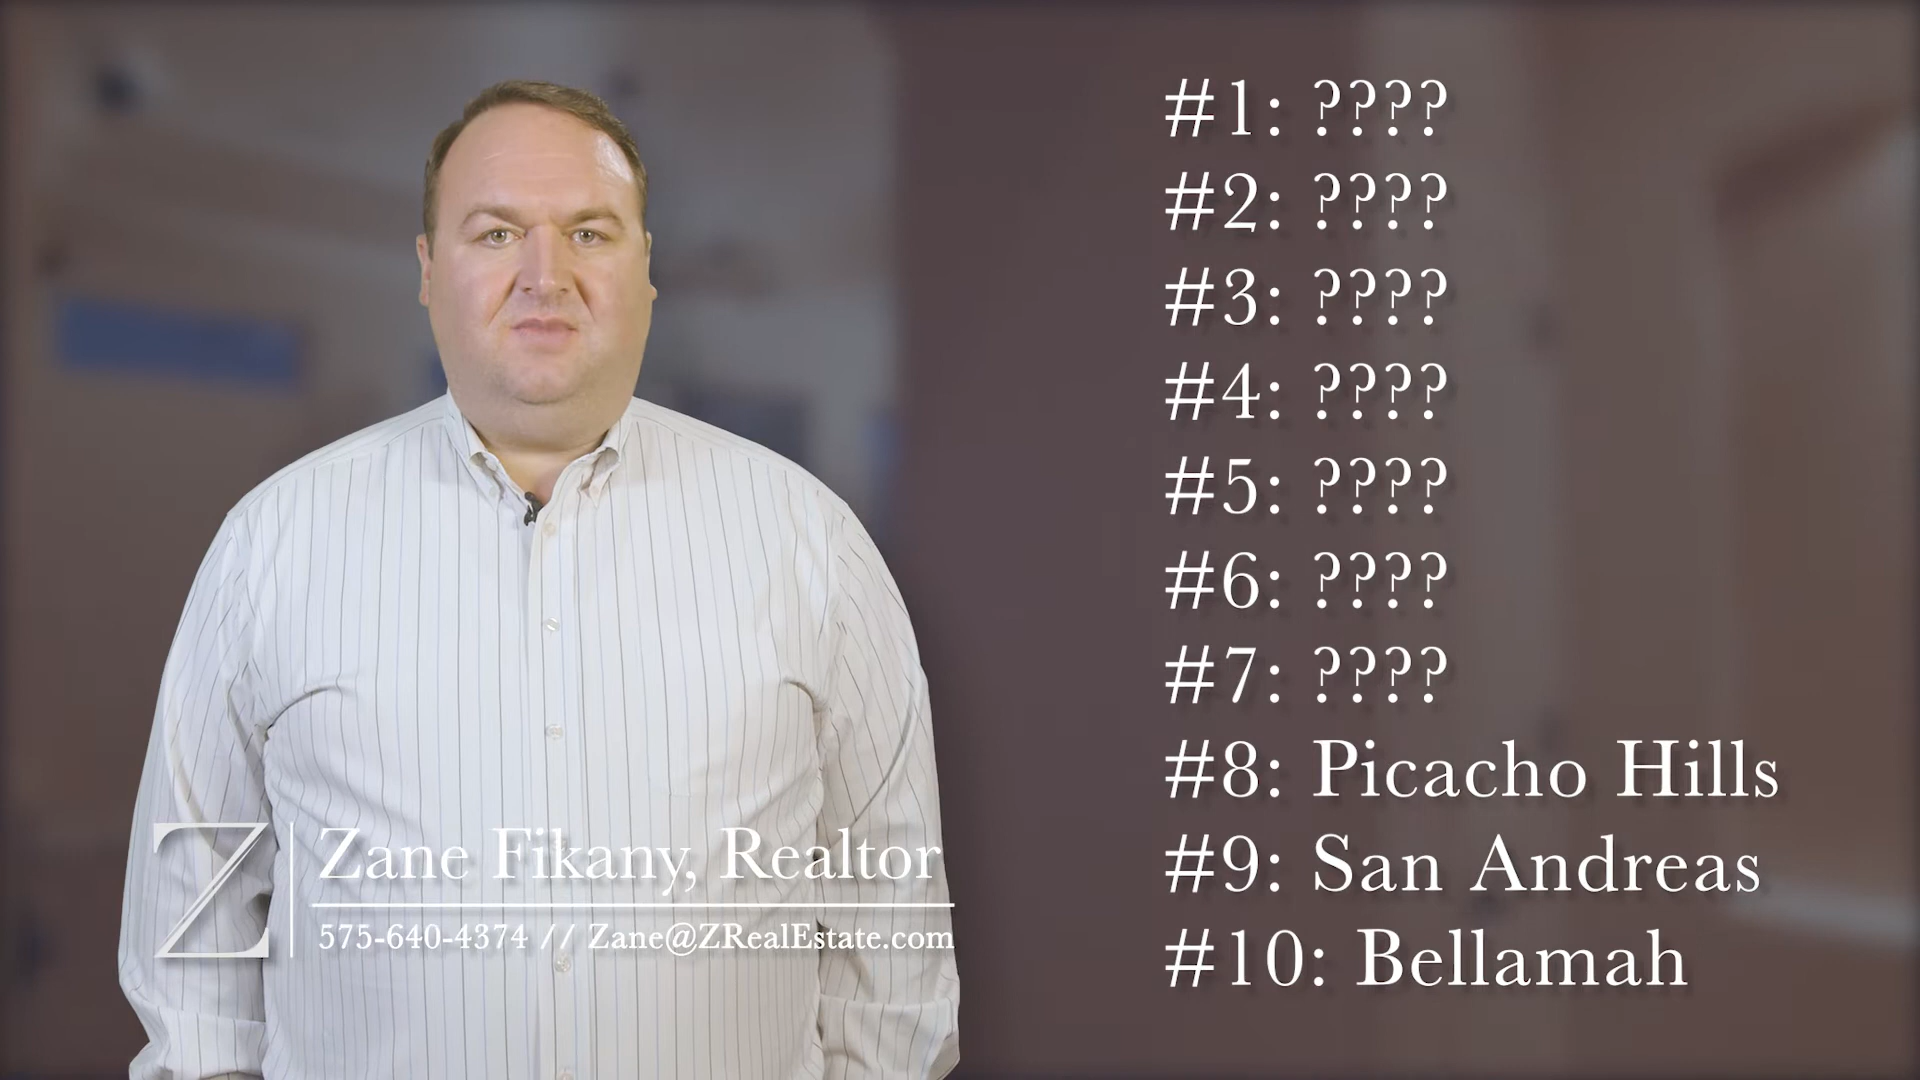 #1: ????
#2: ????
#3: ????
#4: ????
#5: ????
#6: ????
#7: ????
#8: Picacho Hills
#9: San Andreas
#10: Bellamah
Z
Zane Fikany, Realtor
575-640-4374 // Zane@ZRealEstate.com